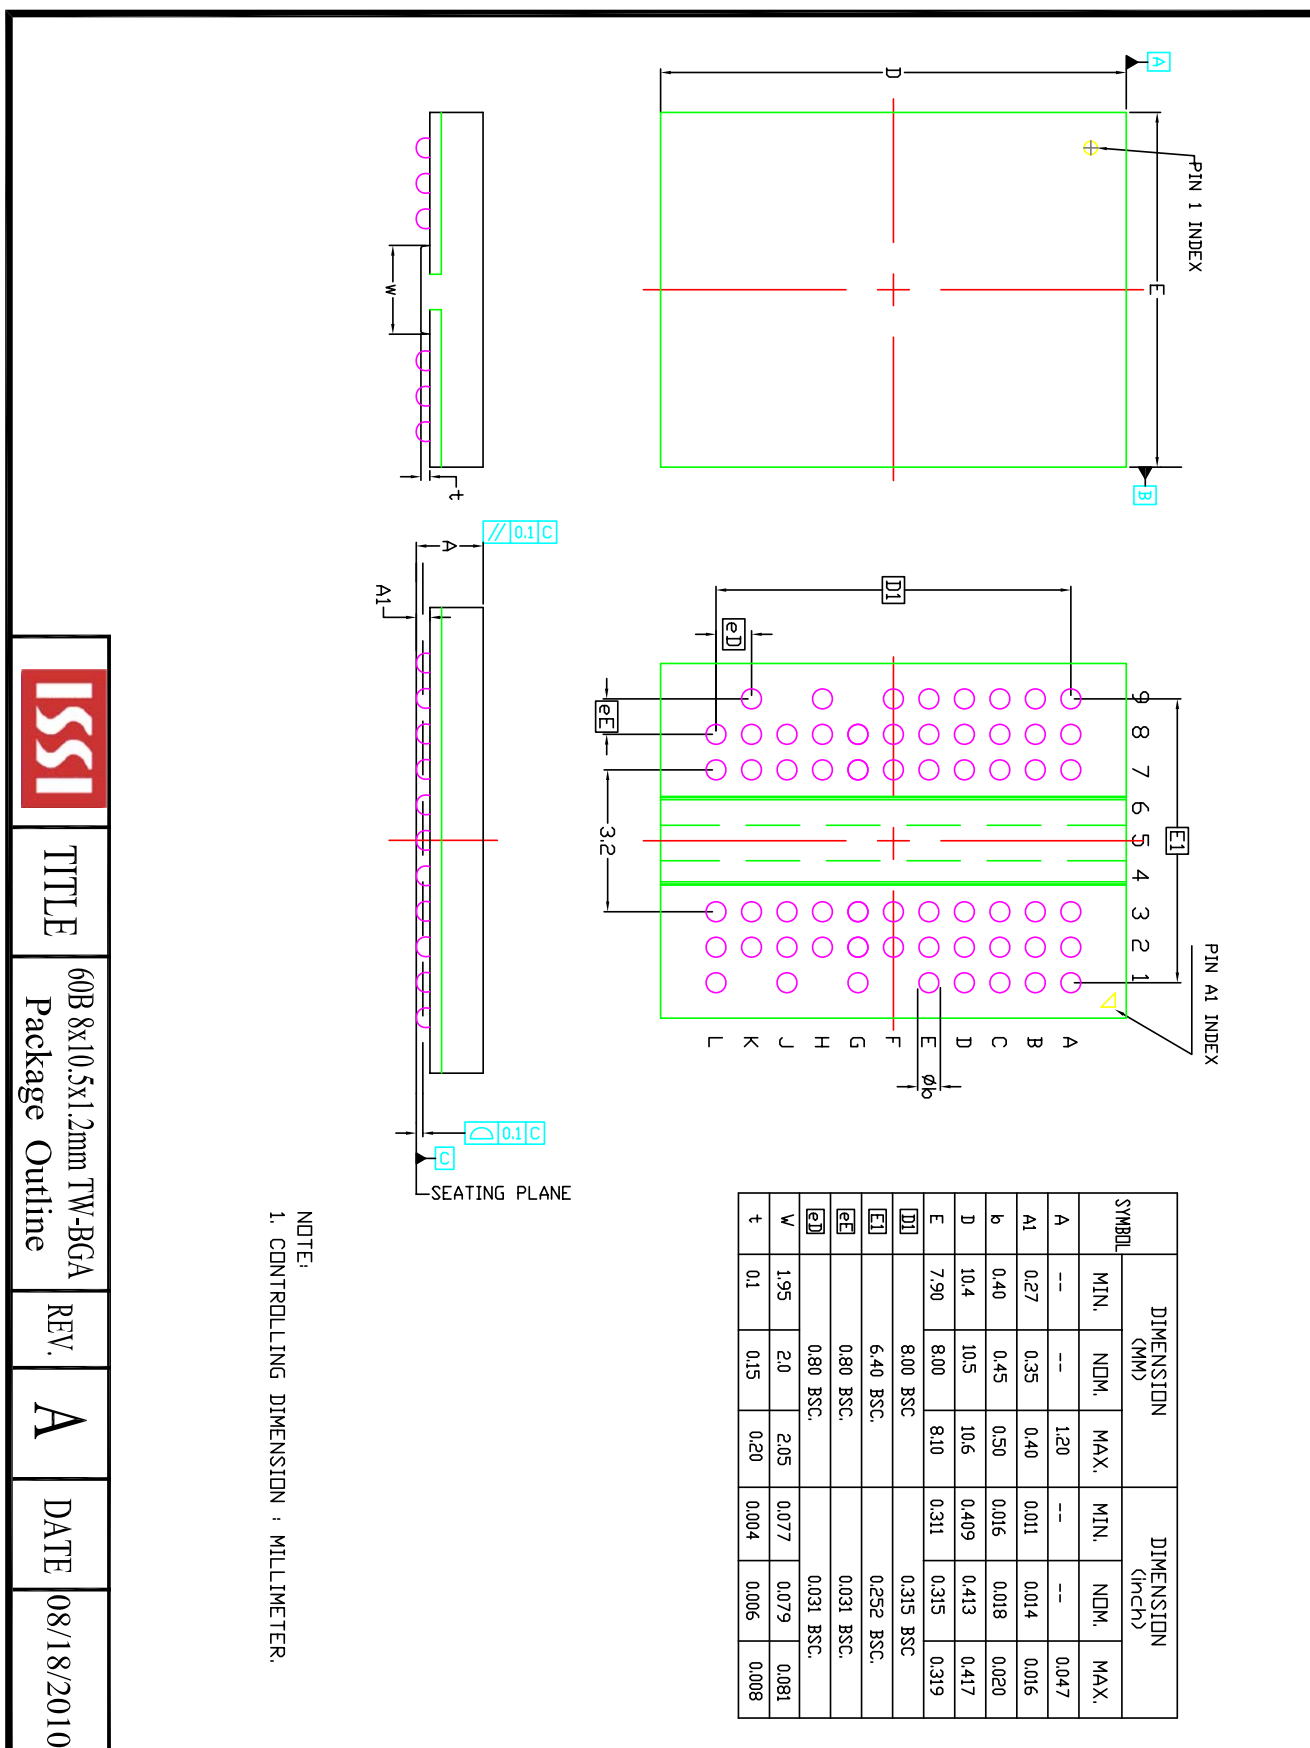 A
D
E
PIN 1 INDEX
B
W
t
// 0.1 C
A
A1
0.1 C
C
SEATING PLANE
D1
eD
eE
3.2
E1
9 8 7 6 5 4 3 2 1
PIN A1 INDEX
L K J H G F E D C B A
Øb
SYMBOL DIMENSION (MM) DIMENSION (inch)
MIN. NOM. MAX. MIN. NOM. MAX.
A -- -- 1.20 -- -- 0.047
A1 0.27 0.35 0.40 0.011 0.014 0.016
b 0.40 0.45 0.50 0.016 0.018 0.020
D 10.4 10.5 10.6 0.409 0.413 0.417
E 7.90 8.00 8.10 0.311 0.315 0.319
D1 8.00 BSC 0.315 BSC
E1 6.40 BSC. 0.252 BSC.
eE 0.80 BSC. 0.031 BSC.
eD 0.80 BSC. 0.031 BSC.
W 1.95 2.0 2.05 0.077 0.079 0.081
t 0.1 0.15 0.20 0.004 0.006 0.008
NOTE:
1. CONTROLLING DIMENSION : MILLIMETER.
ISSI
TITLE
60B 8x10.5x1.2mm TW-BGA
Package Outline
REV.
A
DATE
08/18/2010